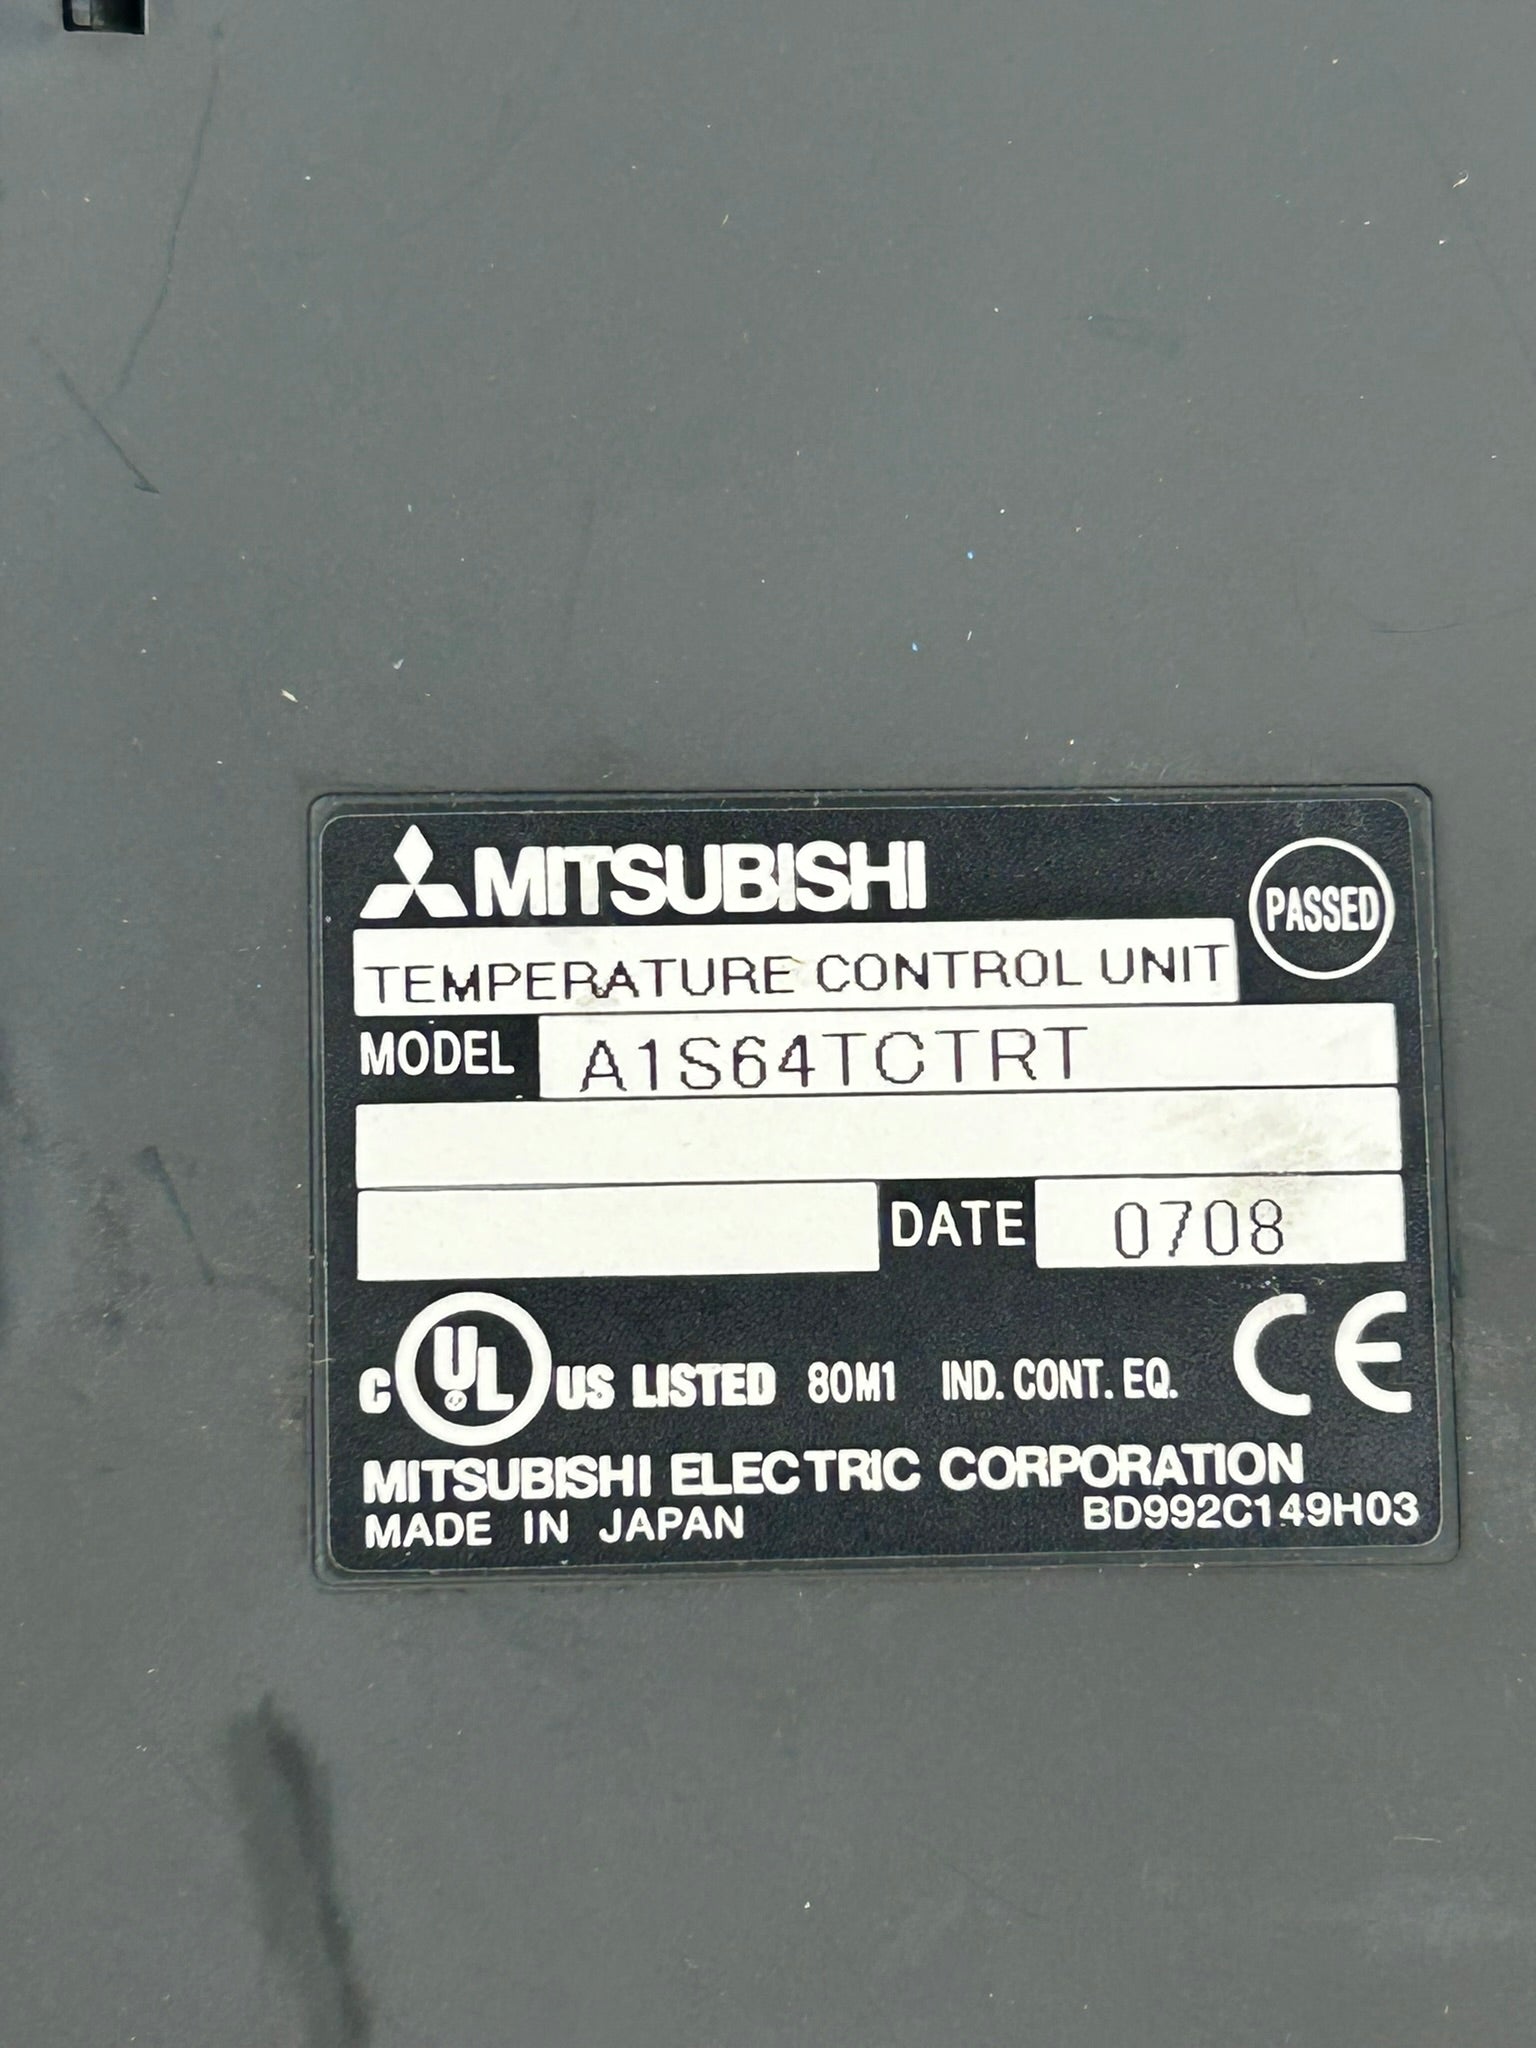 MITSUBISHI
PASSED
TEMPERATURE CONTROL UNIT
MODEL A1S64TCTRT
DATE 0708
C UL US LISTED 80M1 IND. CONT. EQ. CE
MITSUBISHI ELECTRIC CORPORATION
MADE IN JAPAN BD992C149H03